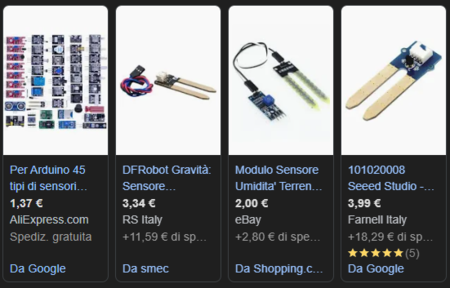 Per Arduino 45
tipi di sensori...
1,37 €
AliExpress.com
Spediz. gratuita
Da Google
DFRobot Gravità:
Sensore...
3,34 €
RS Italy
+11,59 € di sp...
Da smec
Modulo Sensore
Umidita' Terren...
2,00 €
eBay
+2,80 € di spe...
Da Shopping.c...
101020008
Seeed Studio -...
3,99 €
Farnell Italy
+18,29 € di sp...
(5)
Da Google